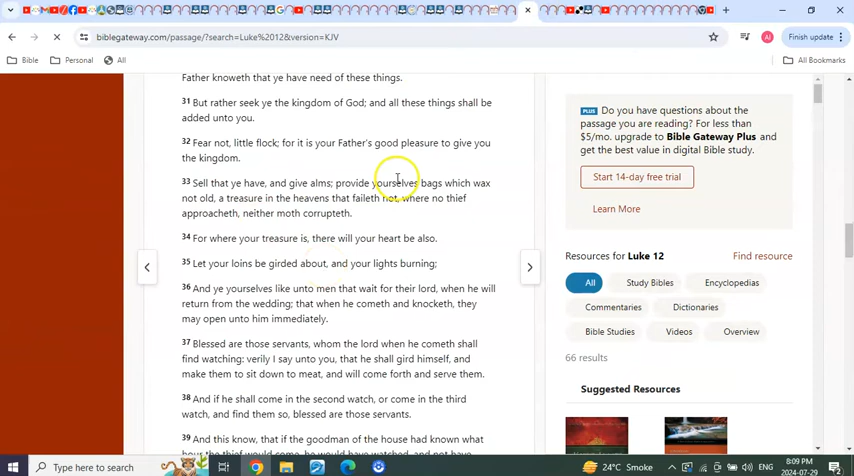 biblegateway.com/passage/?search=Luke%2012&version=KJV
AI
Finish update
Bible
Personal
All
All Bookmarks
Father knoweth that ye have need of these things.
31 But rather seek ye the kingdom of God; and all these things shall be
added unto you.
32 Fear not, little flock; for it is your Father's good pleasure to give you
the kingdom.
33 Sell that ye have, and give alms; provide yourselves bags which wax
not old, a treasure in the heavens that faileth not, where no thief
approacheth, neither moth corrupteth.
34 For where your treasure is, there will your heart be also.
35 Let your loins be girded about, and your lights burning;
36 And ye yourselves like unto men that wait for their lord, when he will
return from the wedding; that when he cometh and knocketh, they
may open unto him immediately.
37 Blessed are those servants, whom the lord when he cometh shall
find watching: verily I say unto you, that he shall gird himself, and
make them to sit down to meat, and will come forth and serve them.
38 And if he shall come in the second watch, or come in the third
watch, and find them so, blessed are those servants.
39 And this know, that if the goodman of the house had known what
hour the thief would come, he would have watched, and not have
PLUS Do you have questions about the
passage you are reading? For less than
$5/mo. upgrade to Bible Gateway Plus and
get the best value in digital Bible study.
Start 14-day free trial
Learn More
Resources for Luke 12
Find resource
All
Study Bibles
Encyclopedias
Commentaries
Dictionaries
Bible Studies
Videos
Overview
66 results
Suggested Resources
Type here to search
24°C Smoke
ENG
8:09 PM
2024-07-29
2